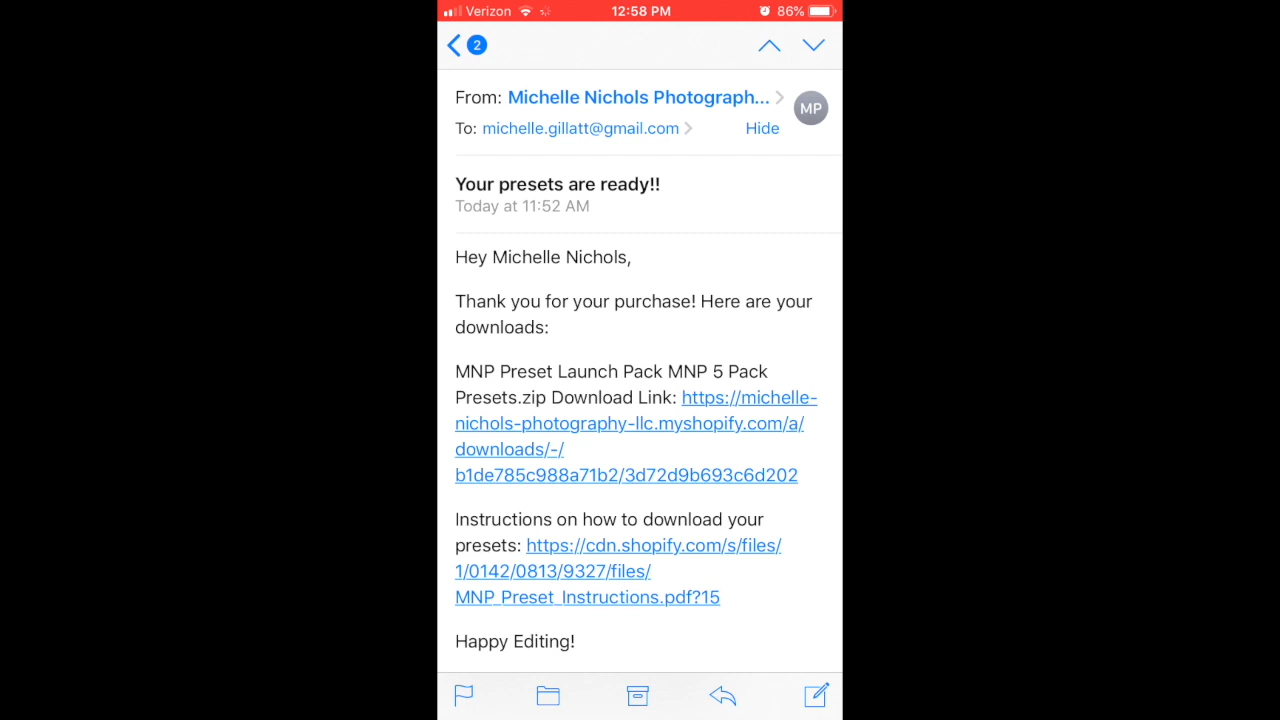 Verizon 12:58 PM 86%
2
From: Michelle Nichols Photograph...
MP
To: michelle.gillatt@gmail.com Hide
Your presets are ready!!
Today at 11:52 AM
Hey Michelle Nichols,
Thank you for your purchase! Here are your
downloads:
MNP Preset Launch Pack MNP 5 Pack
Presets.zip Download Link: https://michelle-
nichols-photography-llc.myshopify.com/a/
downloads/-/
b1de785c988a71b2/3d72d9b693c6d202
Instructions on how to download your
presets: https://cdn.shopify.com/s/files/
1/0142/0813/9327/files/
MNP_Preset_Instructions.pdf?15
Happy Editing!